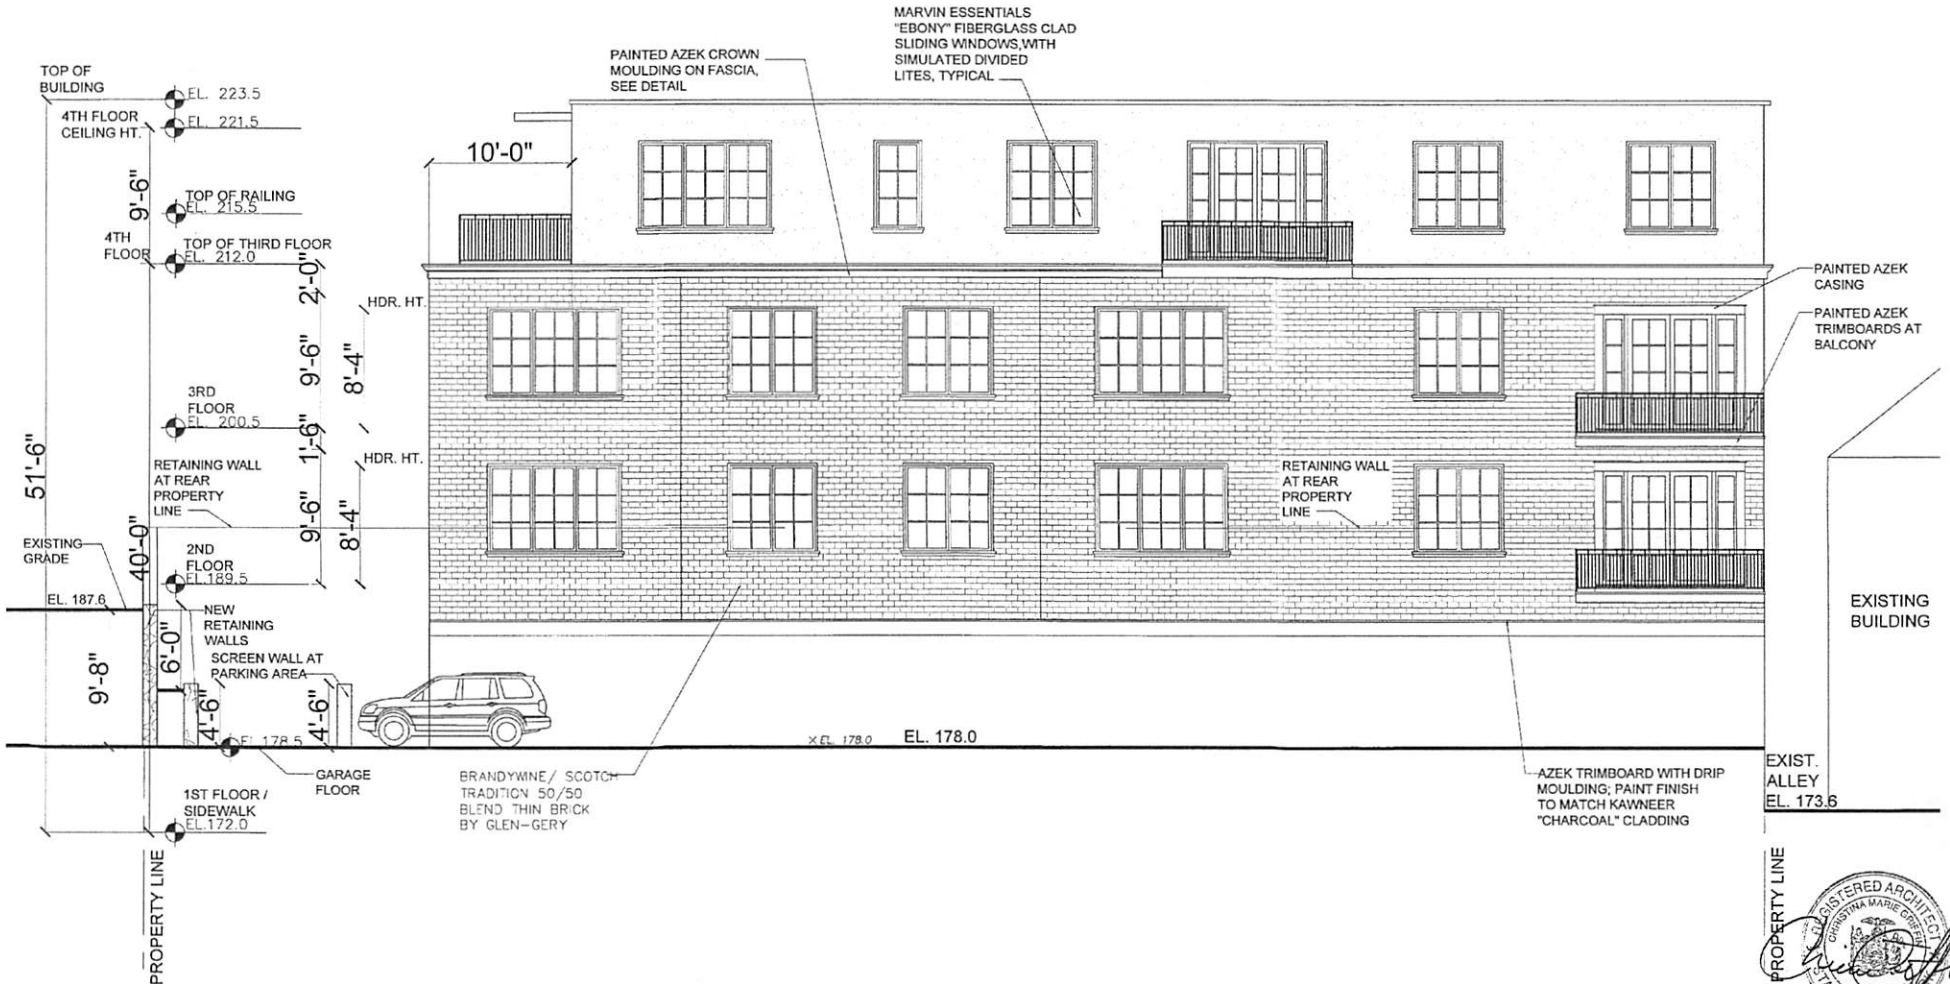 MARVIN ESSENTIALS
"EBONY" FIBERGLASS CLAD
SLIDING WINDOWS, WITH
SIMULATED DIVIDED
LITES, TYPICAL
PAINTED AZEK CROWN
MOULDING ON FASCIA,
SEE DETAIL
TOP OF
BUILDING
EL. 223.5
4TH FLOOR
CEILING HT.
EL. 221.5
10'-0"
9'-6"
TOP OF RAILING
EL. 215.5
4TH
FLOOR
TOP OF THIRD FLOOR
EL. 212.0
2'-0"
HDR. HT.
9'-6"
8'-4"
PAINTED AZEK
CASING
PAINTED AZEK
TRIMBOARDS AT
BALCONY
3RD
FLOOR
EL. 200.5
1'-6"
51'-6"
HDR. HT.
RETAINING WALL
AT REAR
PROPERTY
LINE
9'-6"
8'-4"
RETAINING WALL
AT REAR
PROPERTY
LINE
40'-0"
EXISTING
GRADE
2ND
FLOOR
EL.189.5
EL. 187.6
NEW
RETAINING
WALLS
6'-0"
SCREEN WALL AT
PARKING AREA
9'-8"
4'-6"
4'-6"
EXISTING
BUILDING
EL 178.5
X EL. 178.0
EL. 178.0
GARAGE
FLOOR
BRANDYWINE/ SCOTCH
TRADITION 50/50
BLEND THIN BRICK
BY GLEN-GERY
AZEK TRIMBOARD WITH DRIP
MOULDING; PAINT FINISH
TO MATCH KAWNEER
"CHARCOAL" CLADDING
EXIST.
ALLEY
EL. 173.6
1ST FLOOR /
SIDEWALK
EL.172.0
PROPERTY LINE
PROPERTY LINE
REGISTERED ARCHITECT
CHRISTINA MARIE GRIFFIN